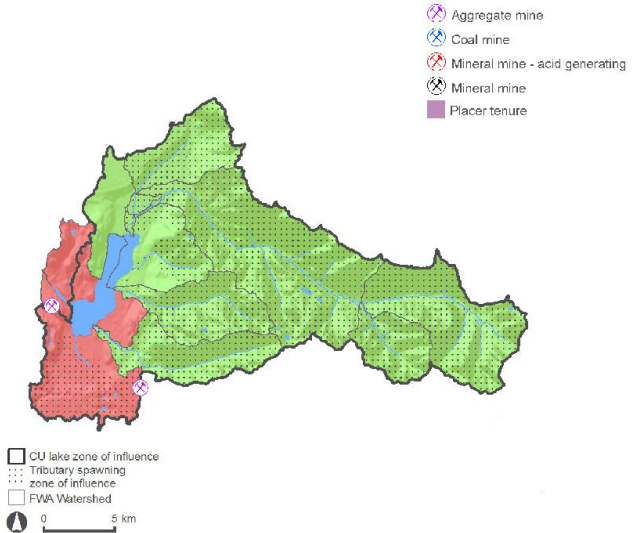 Aggregate mine
Coal mine
Mineral mine - acid generating
Mineral mine
Placer tenure
CU lake zone of influence
Tributary spawning
zone of influence
FWA Watershed
0 5 km